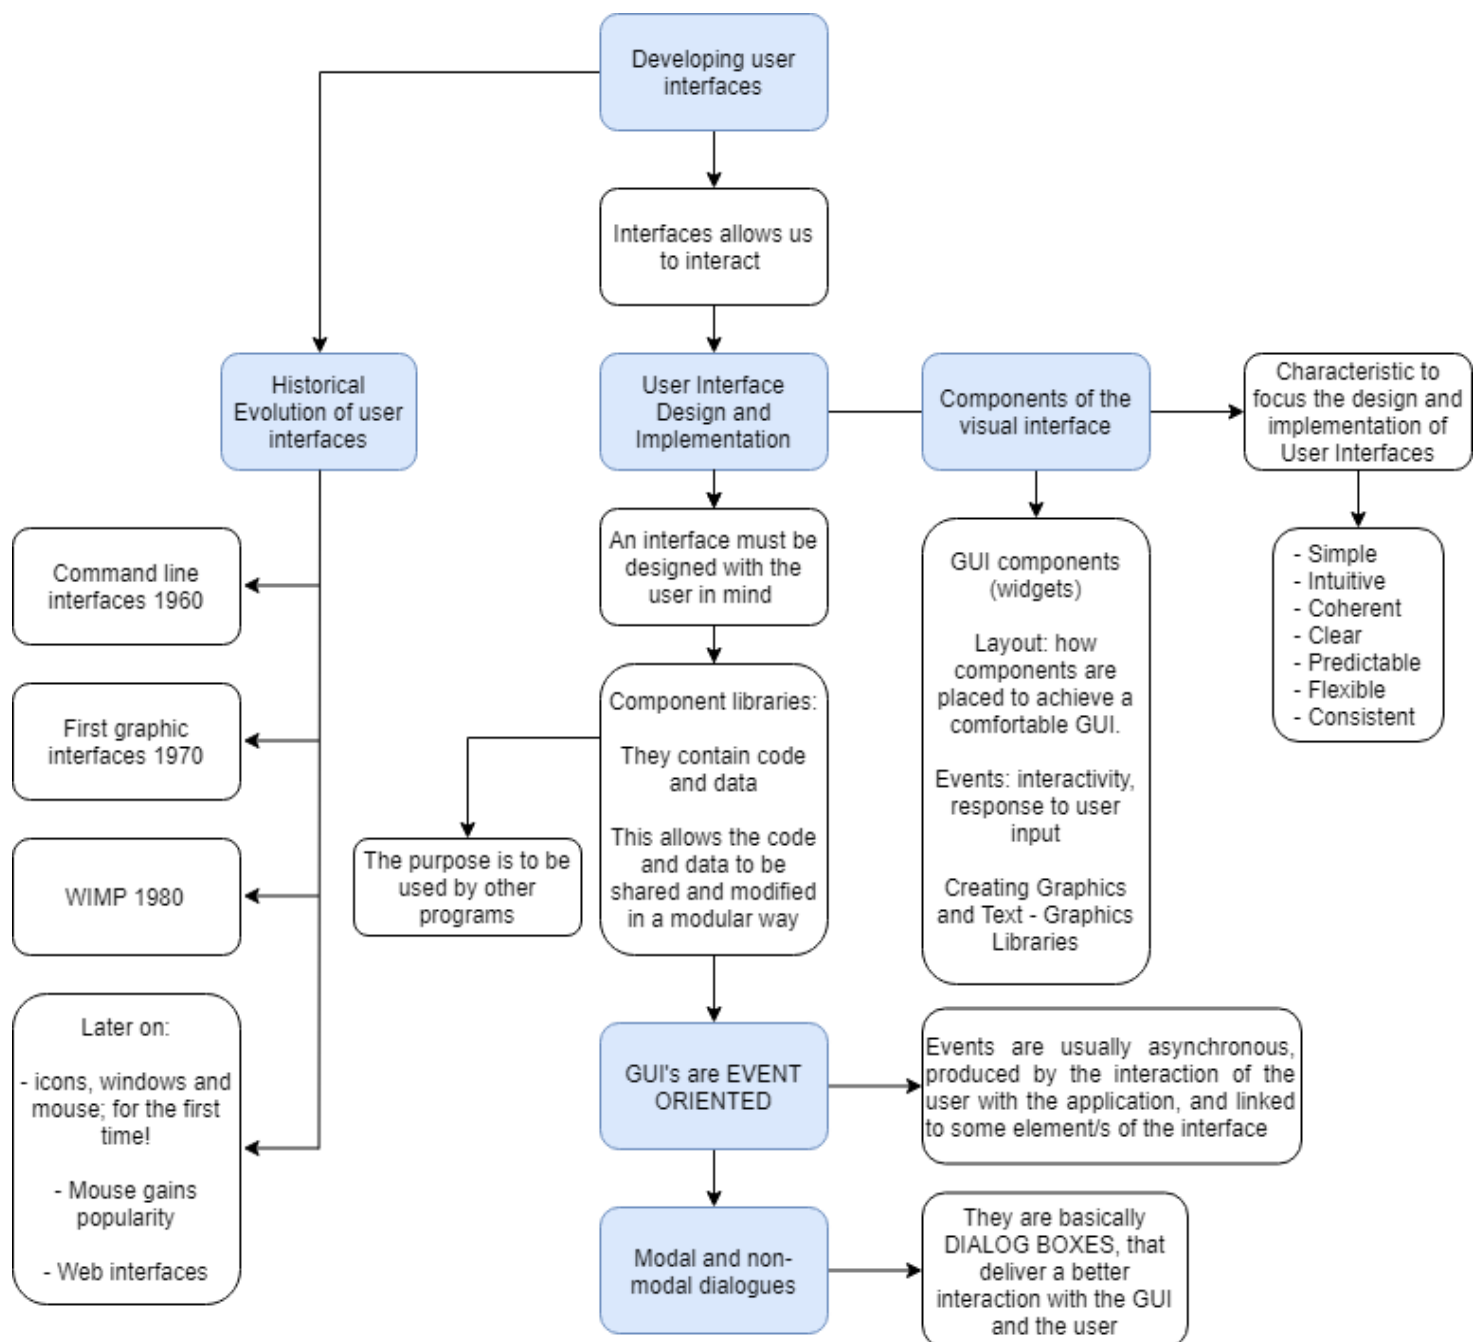 Developing user
interfaces
Interfaces allows us
to interact
Historical
Evolution of user
interfaces
User Interface
Design and
Implementation
Components of the
visual interface
Characteristic to
focus the design and
implementation of
User Interfaces
Command line
interfaces 1960
First graphic
interfaces 1970
WIMP 1980
Later on:
- icons, windows and
mouse; for the first
time!
- Mouse gains
popularity
- Web interfaces
An interface must be
designed with the
user in mind
Component libraries:
They contain code
and data
This allows the code
and data to be
shared and modified
in a modular way
The purpose is to be
used by other
programs
GUI components
(widgets)
Layout: how
components are
placed to achieve a
comfortable GUI.
Events: interactivity,
response to user
input
Creating Graphics
and Text - Graphics
Libraries
- Simple
- Intuitive
- Coherent
- Clear
- Predictable
- Flexible
- Consistent
GUI's are EVENT
ORIENTED
Events are usually asynchronous,
produced by the interaction of the
user with the application, and linked
to some element/s of the interface
Modal and non-
modal dialogues
They are basically
DIALOG BOXES, that
deliver a better
interaction with the GUI
and the user